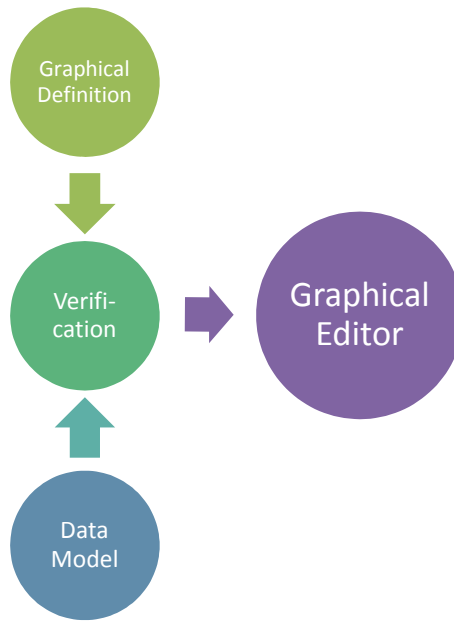 Graphical
Definition
Verifi-
cation
Graphical
Editor
Data
Model